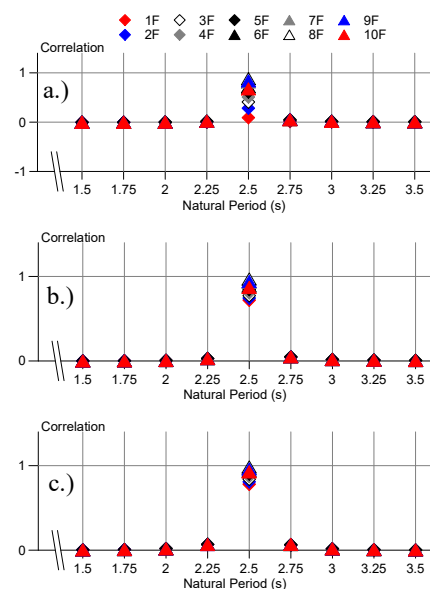 1F 3F 5F 7F 9F
2F 4F 6F 8F 10F
Correlation
a.)
1
0
-1
1.5 1.75 2 2.25 2.5 2.75 3 3.25 3.5
Natural Period (s)
Correlation
b.)
1
0
1.5 1.75 2 2.25 2.5 2.75 3 3.25 3.5
Natural Period (s)
Correlation
1
c.)
0
1.5 1.75 2 2.25 2.5 2.75 3 3.25 3.5
Natural Period (s)